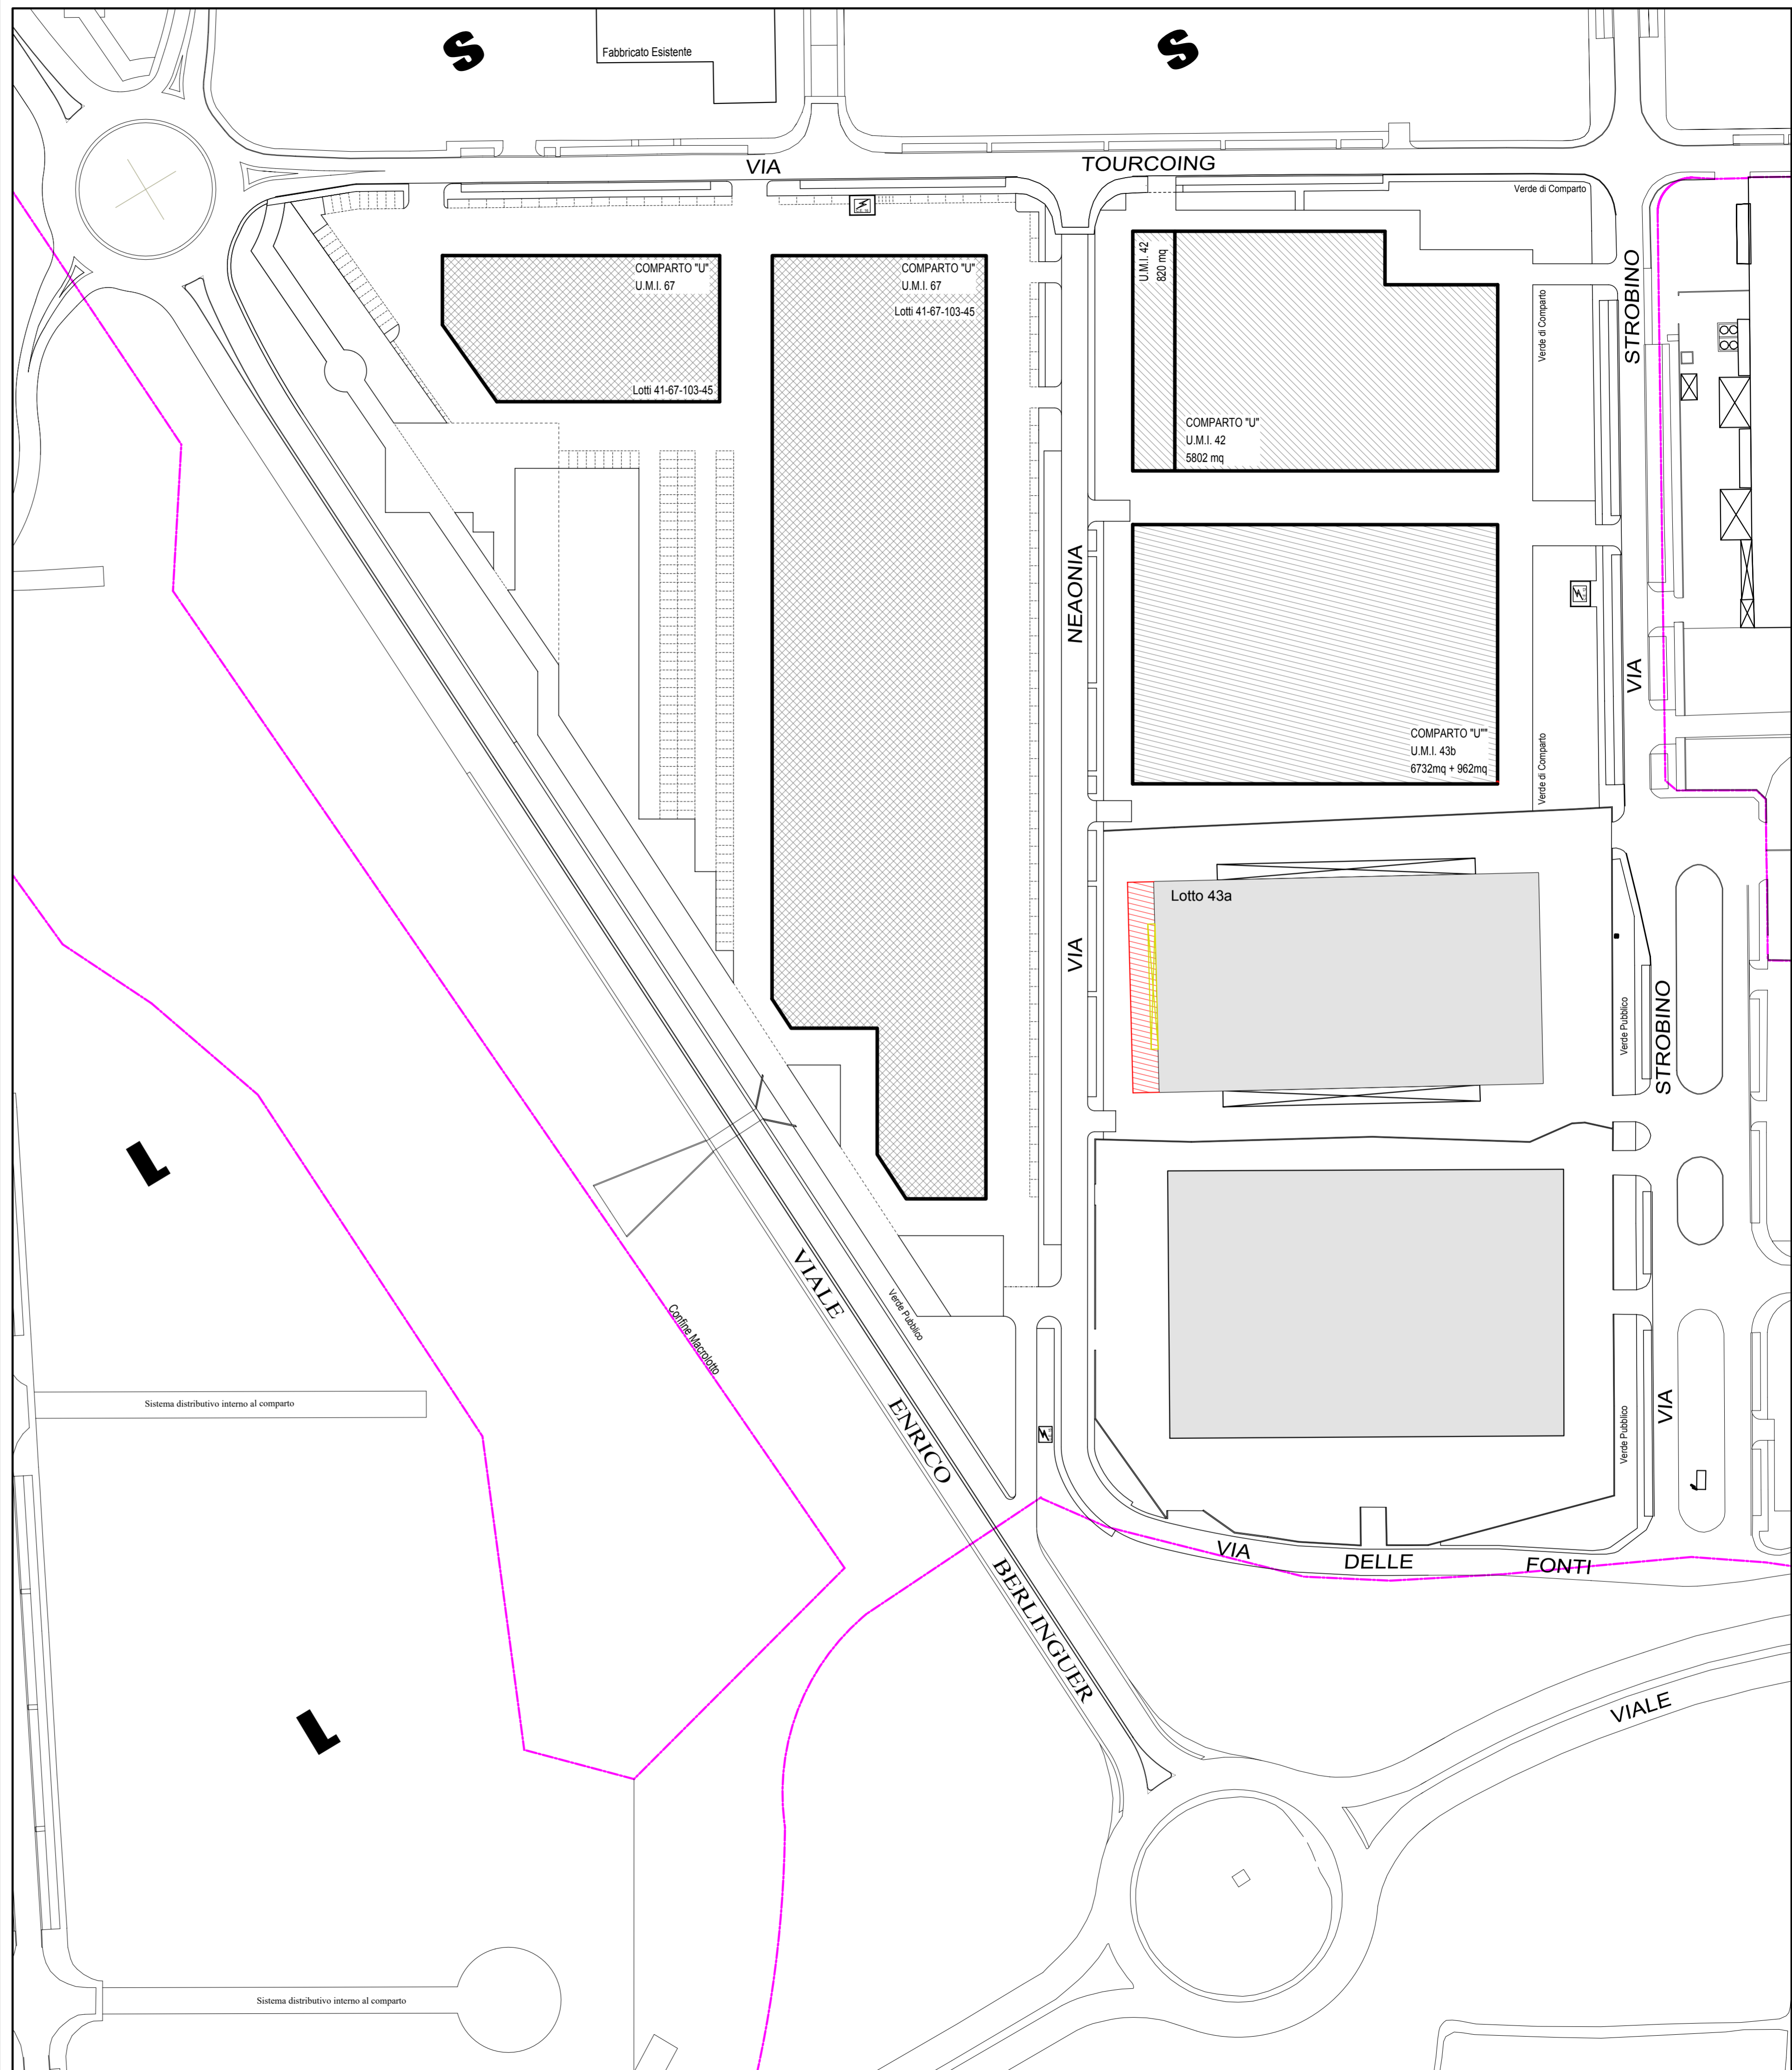 S
S
Fabbricato Esistente
VIA
TOURCOING
Verde di Comparto
COMPARTO "U"
U.M.I. 67
Lotti 41-67-103-45
COMPARTO "U"
U.M.I. 67
Lotti 41-67-103-45
U.M.I. 42
820 mq
STROBINO
Verde di Comparto
COMPARTO "U"
U.M.I. 42
5802 mq
NEAONIA
VIA
COMPARTO "U""
U.M.I. 43b
6732mq + 962mq
Verde di Comparto
Lotto 43a
VIA
Verde Pubblico
STROBINO
L
VIALE
Verde Pubblico
Confine Macrolotto
Sistema distributivo interno al comparto
ENRICO
Verde Pubblico
VIA
VIA
DELLE
FONTI
BERLINGUER
L
VIALE
Sistema distributivo interno al comparto